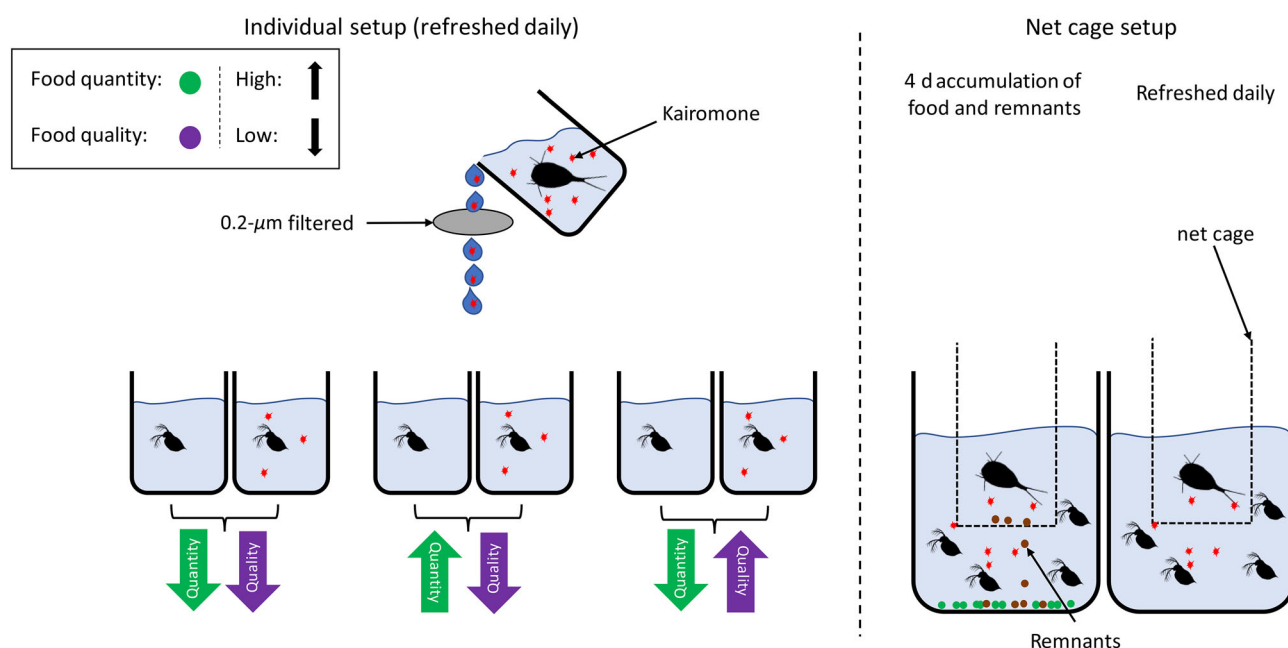 Individual setup (refreshed daily)
Net cage setup
Food quantity:
High:
Food quality:
Low:
Kairomone
0.2-μm filtered
4 d accumulation of
food and remnants
Refreshed daily
net cage
Quantity
Quality
Quantity
Quality
Quantity
Quality
Remnants